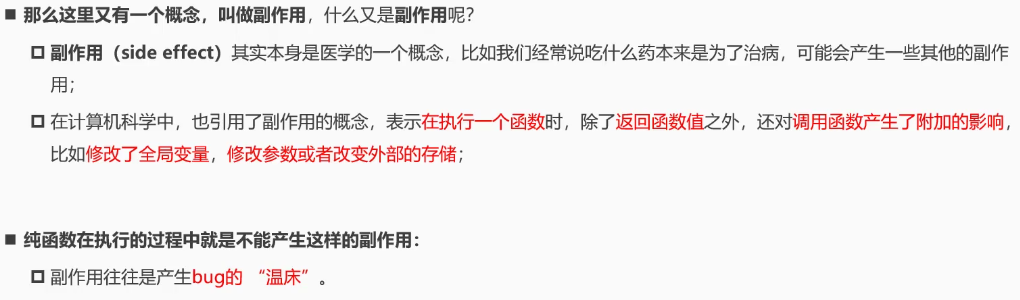 ■ 那么这里又有一个概念，叫做副作用，什么又是副作用呢？
副作用（side effect）其实本身是医学的一个概念，比如我们经常说吃什么药本来是为了治病，可能会产生一些其他的副作
用；
在计算机科学中，也引用了副作用的概念，表示在执行一个函数时，除了返回函数值之外，还对调用函数产生了附加的影响，
比如修改了全局变量，修改参数或者改变外部的存储；
■ 纯函数在执行的过程中就是不能产生这样的副作用：
副作用往往是产生bug的 “温床”。